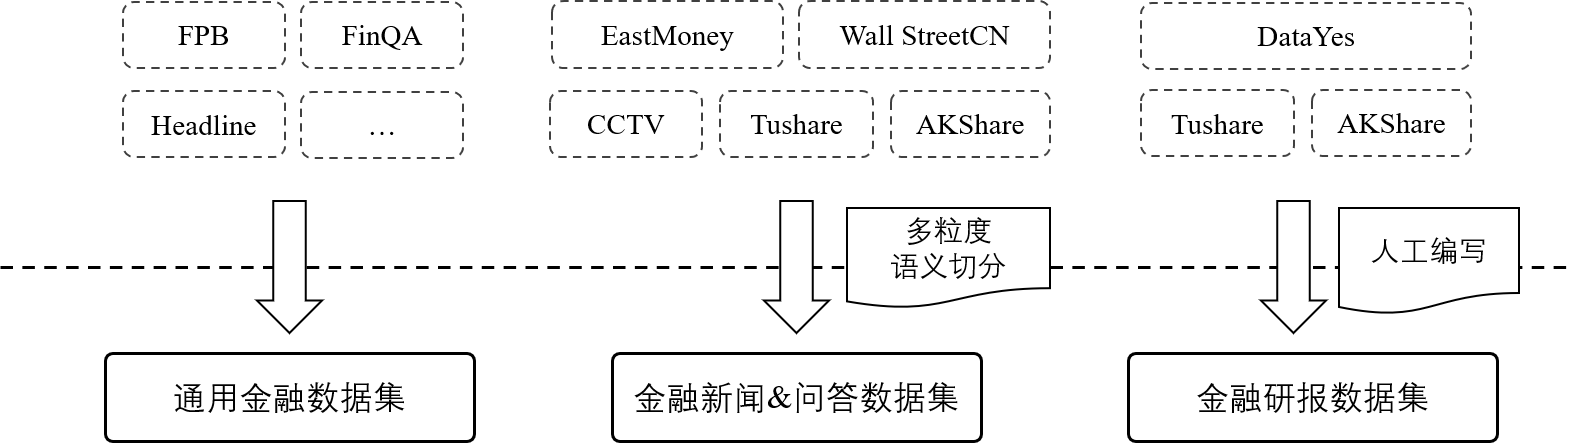 FPB
FinQA
Headline
…
EastMoney
Wall StreetCN
CCTV
Tushare
AKShare
DataYes
Tushare
AKShare
多粒度
语义切分
人工编写
通用金融数据集
金融新闻&问答数据集
金融研报数据集